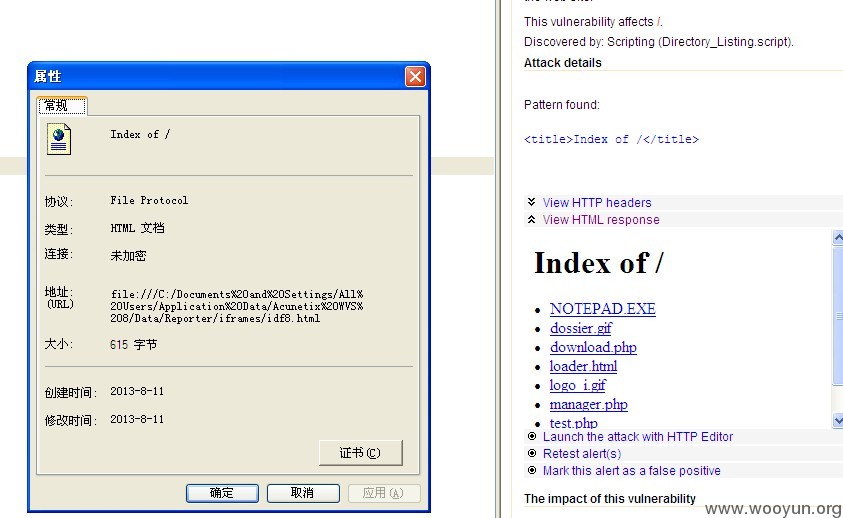 属性
常规
Index of /
协议:
File Protocol
类型:
HTML 文档
连接:
未加密
地址:
(URL)
file:///C:/Documents%20and%20Settings/All%
20Users/Application%20Data/Acunetix%20WVS%
208/Data/Reporter/iframes/idf8.html
大小:
615 字节
创建时间:
2013-8-11
修改时间:
2013-8-11
证书(C)
确定
取消
应用(A)
This vulnerability affects /.
Discovered by: Scripting (Directory_Listing.script).
Attack details
Pattern found:
<title>Index of /</title>
View HTTP headers
View HTML response
Index of /
NOTEPAD.EXE
dossier.gif
download.php
loader.html
logo_i.gif
manager.php
test.php
Launch the attack with HTTP Editor
Retest alert(s)
Mark this alert as a false positive
The impact of this vulnerability
www.wooyun.org